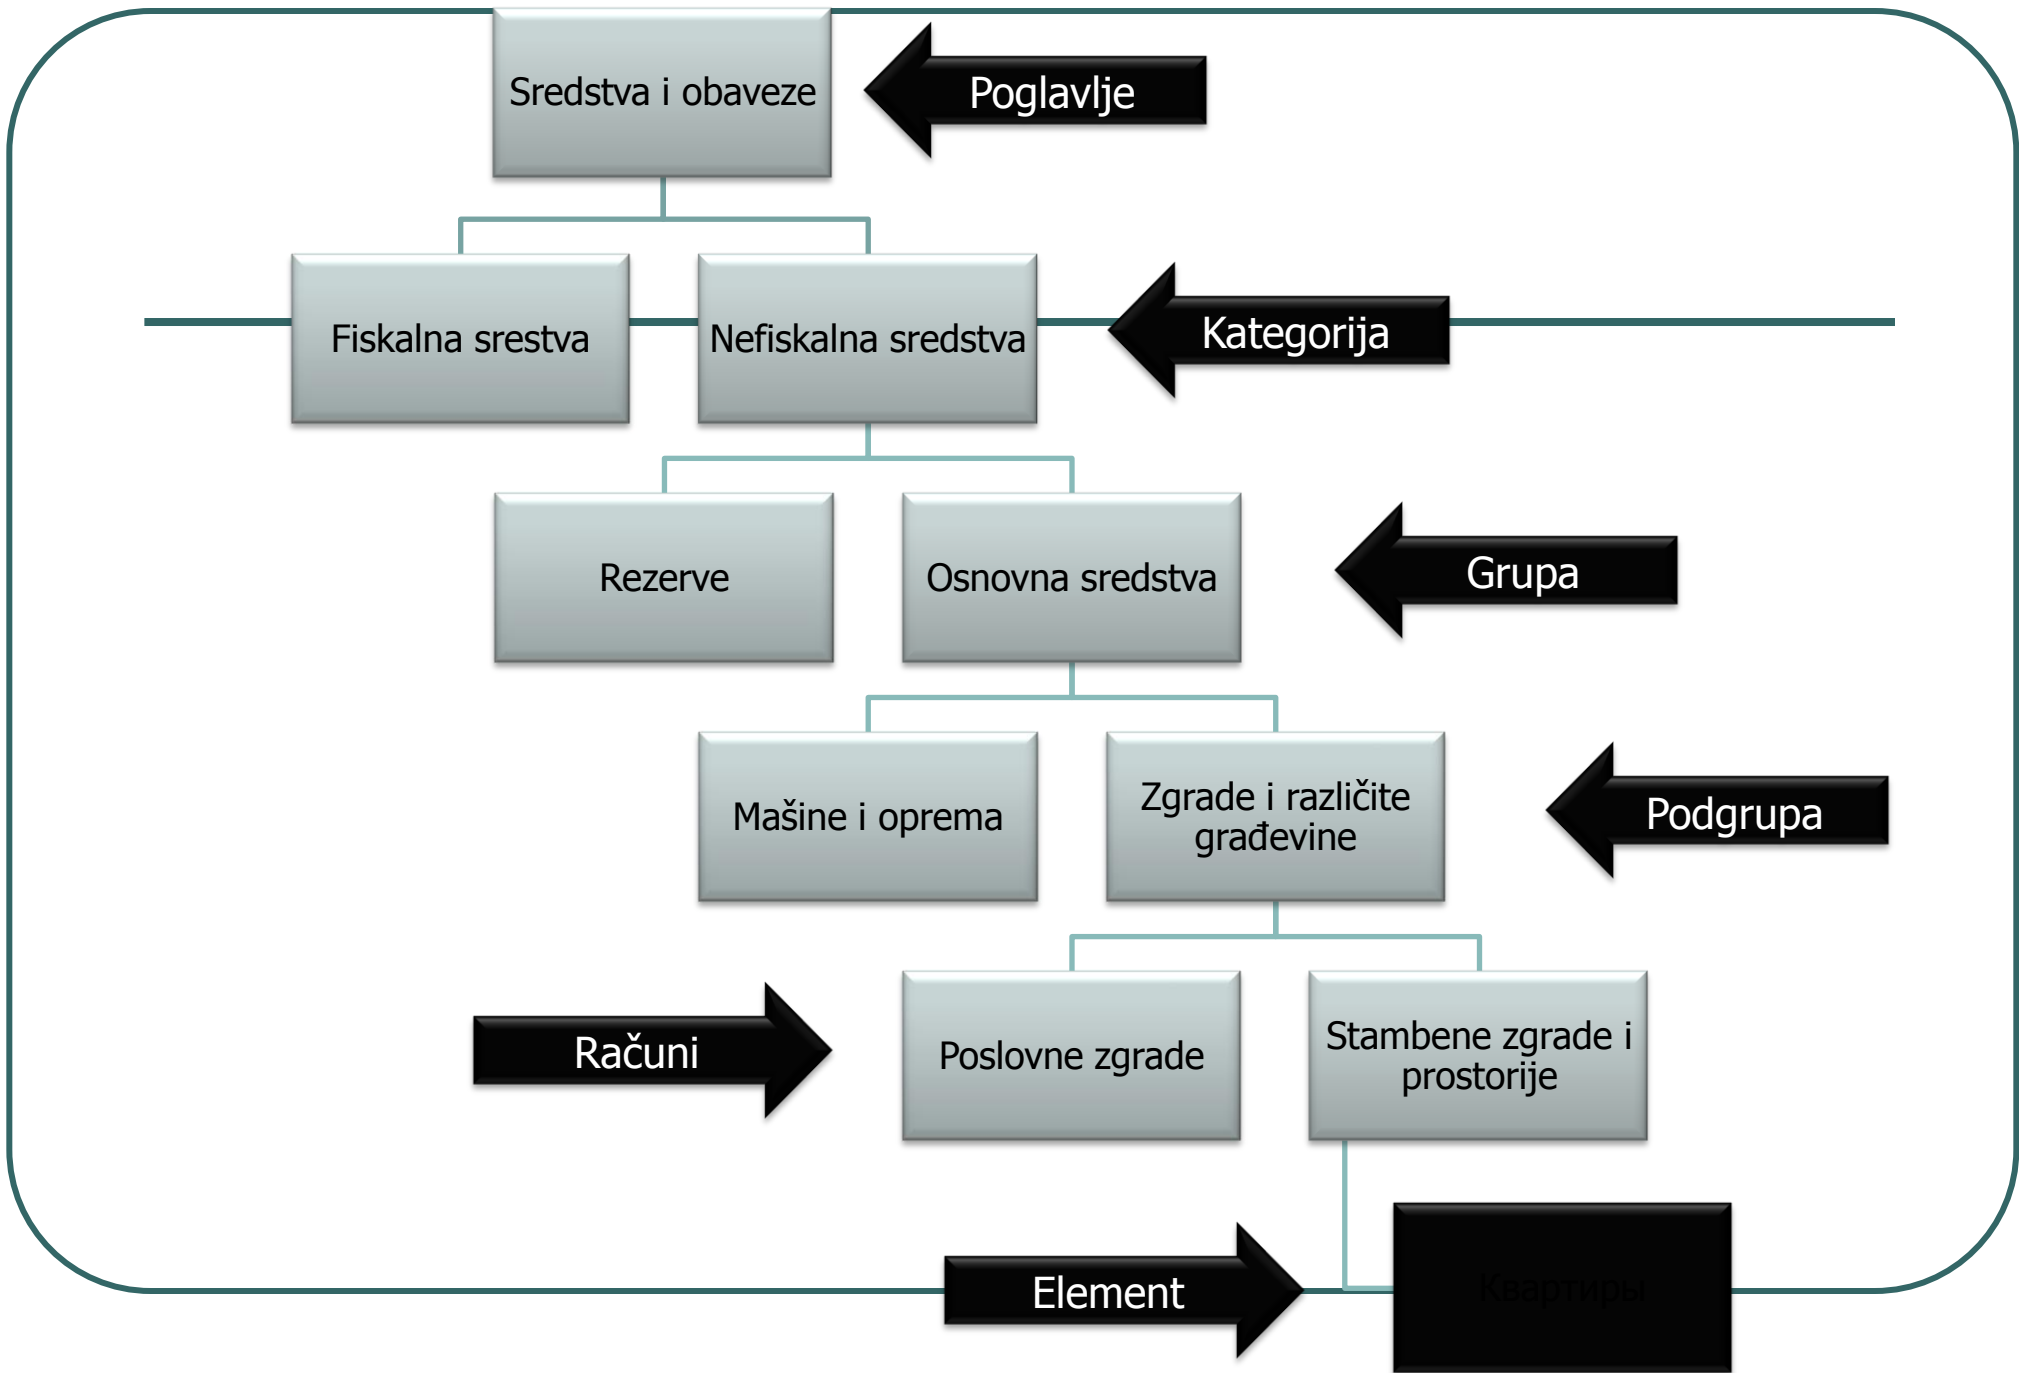 Sredstva i obaveze
Poglavlje
Fiskalna srestva
Nefiskalna sredstva
Kategorija
Rezerve
Osnovna sredstva
Grupa
Mašine i oprema
Zgrade i različite
građevine
Podgrupa
Računi
Poslovne zgrade
Stambene zgrade i
prostorije
Element
Квартиры